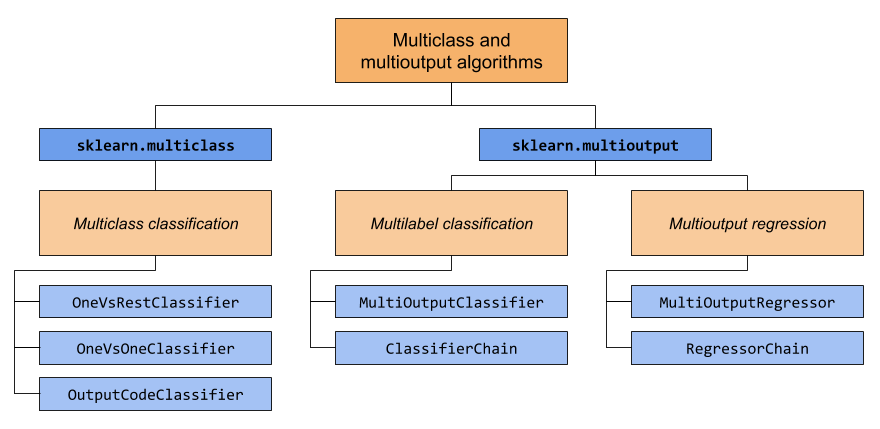 Multiclass and
multioutput algorithms
sklearn.multiclass
sklearn.multioutput
Multiclass classification
Multilabel classification
Multioutput regression
OneVsRestClassifier
MultiOutputClassifier
MultiOutputRegressor
OneVsOneClassifier
ClassifierChain
RegressorChain
OutputCodeClassifier